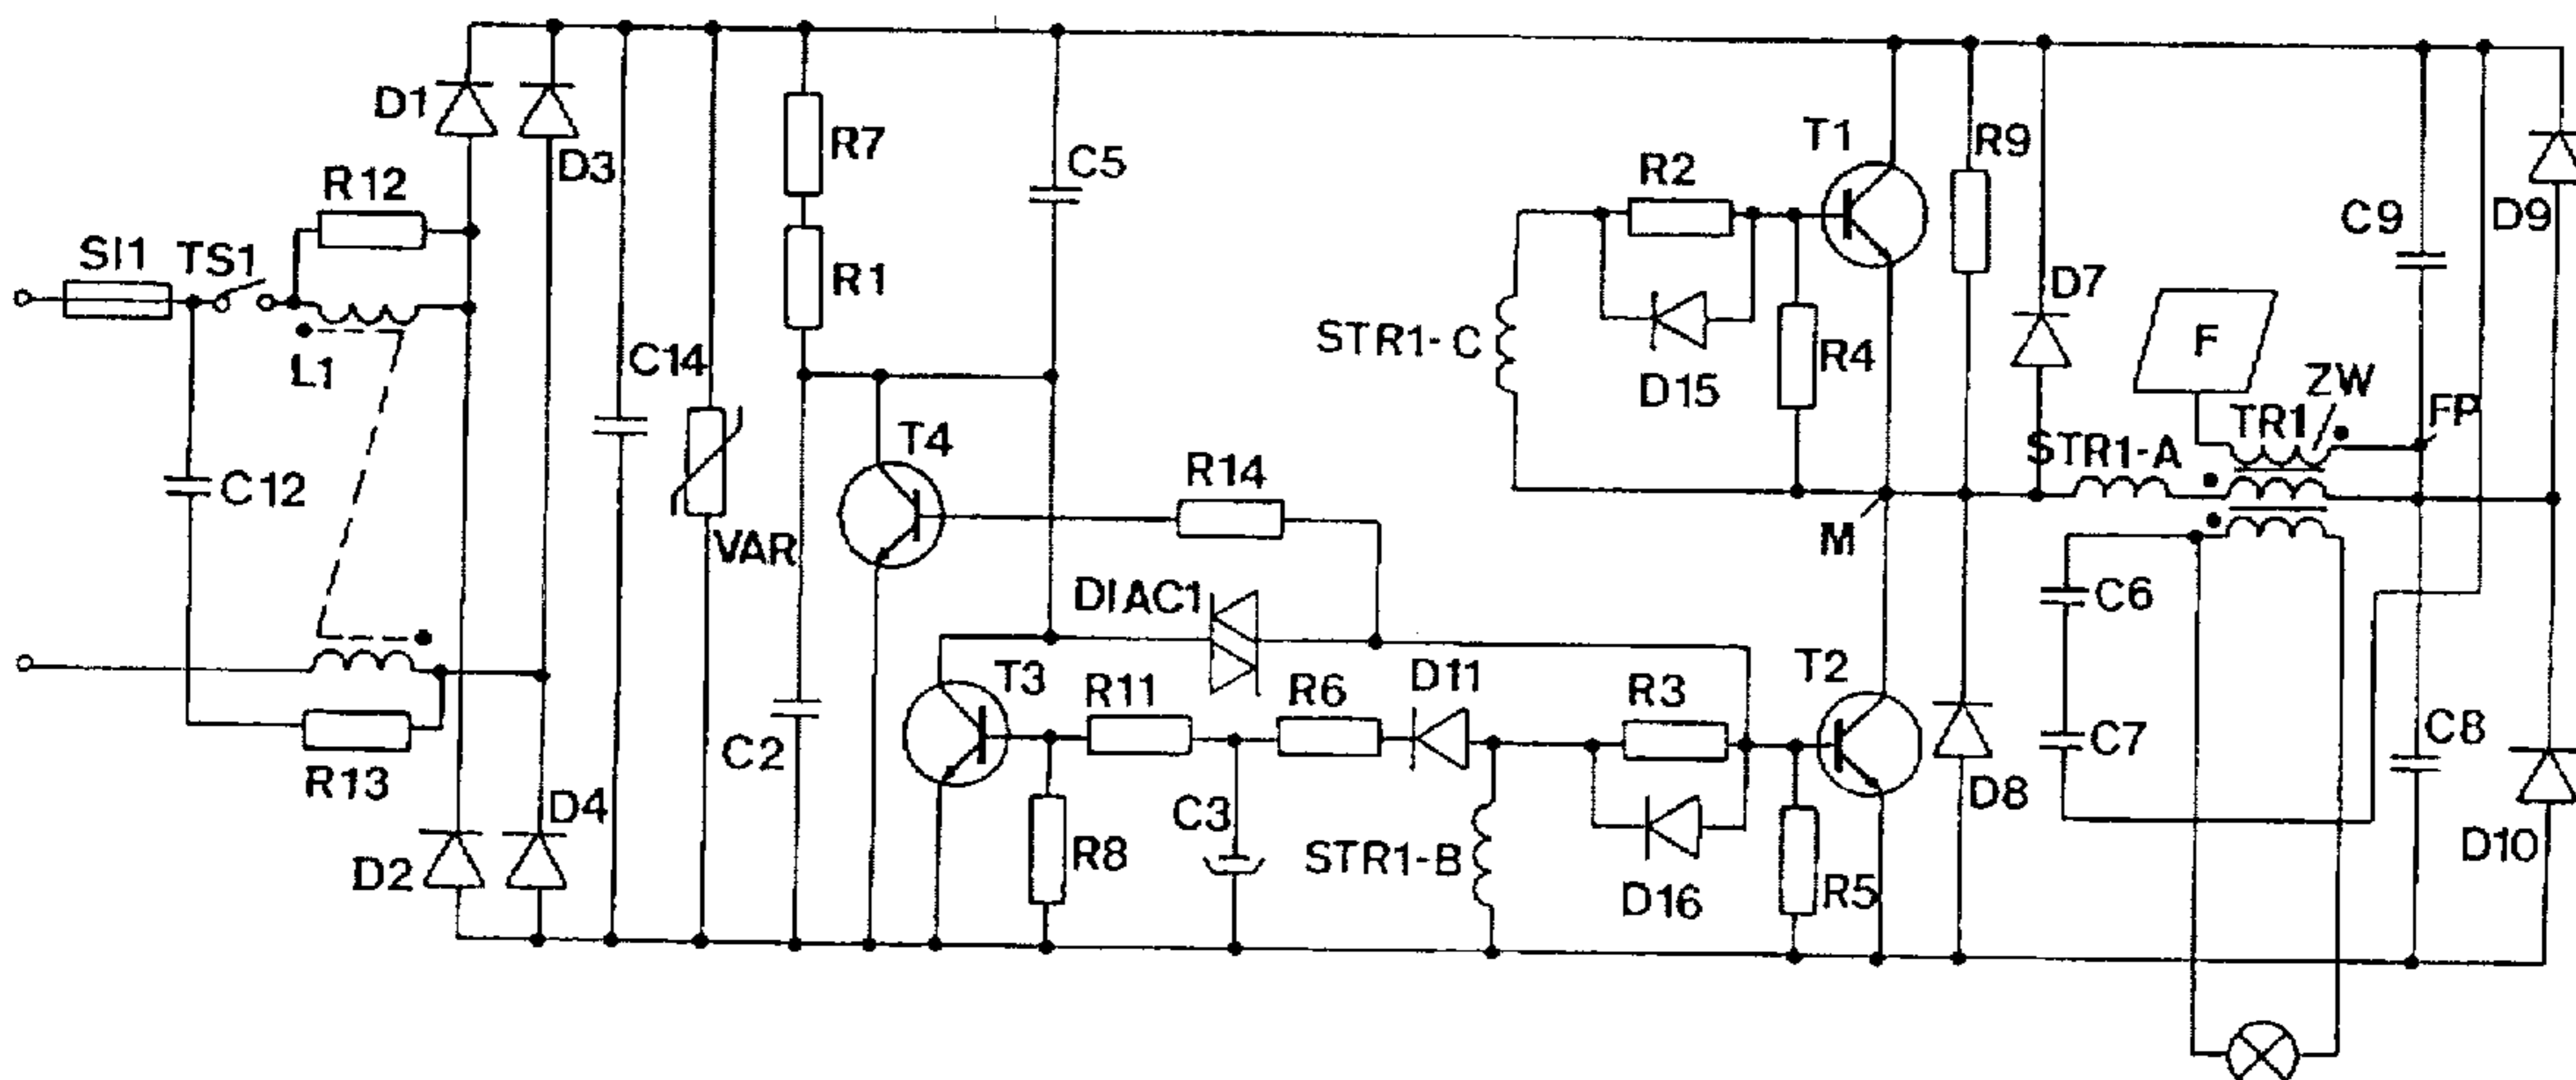 D1
D3
R12
SI1
TS1
L1
C12
R13
D2
D4
C14
VAR
R7
R1
C5
T4
R14
C2
DIAC1
T3
R11
R6
D11
R3
T2
R8
C3
STR1-B
D16
R5
D8
T1
R9
R2
STR1-C
D15
R4
M
D7
F
ZW
TR1
FP
STR1-A
C9
D9
C6
C7
C8
D10